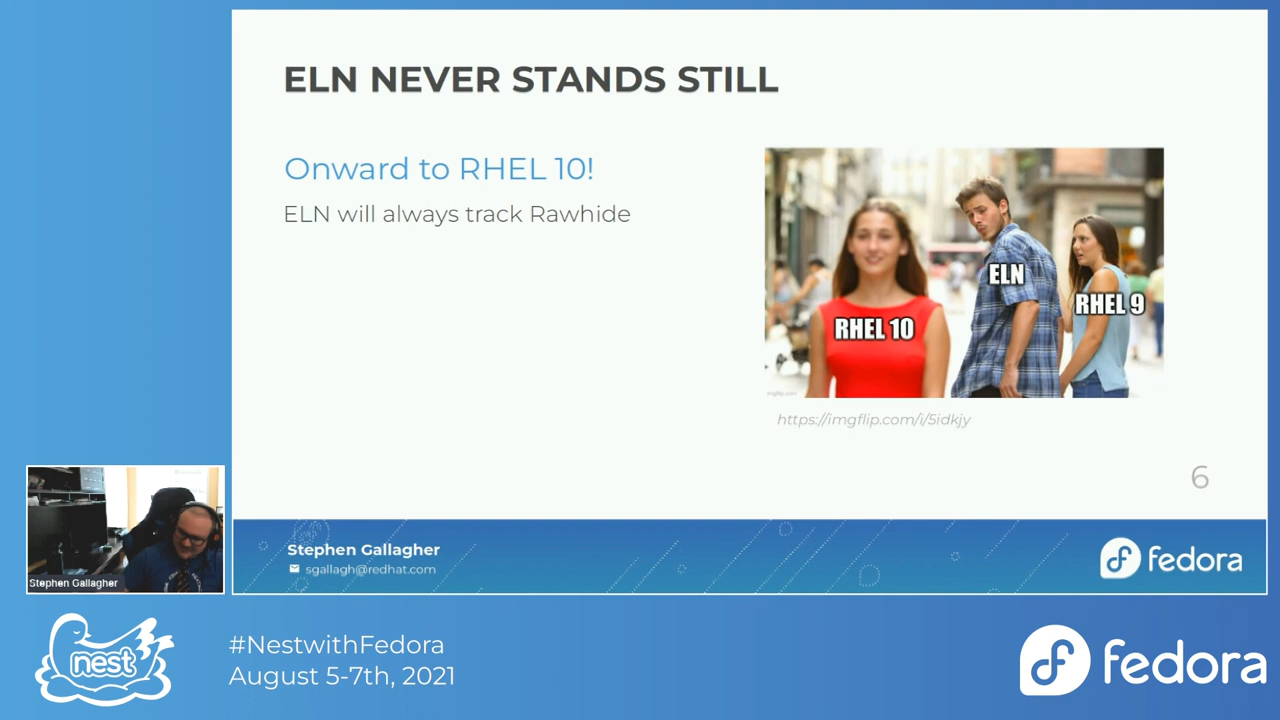 ELN NEVER STANDS STILL
Onward to RHEL 10!
ELN will always track Rawhide
ELN
RHEL 9
RHEL 10
imgflip.com
https://imgflip.com/i/5idkjy
6
Stephen Gallagher
sgallagh@redhat.com
fedora
Stephen Gallagher
nest
#NestwithFedora
August 5-7th, 2021
fedora